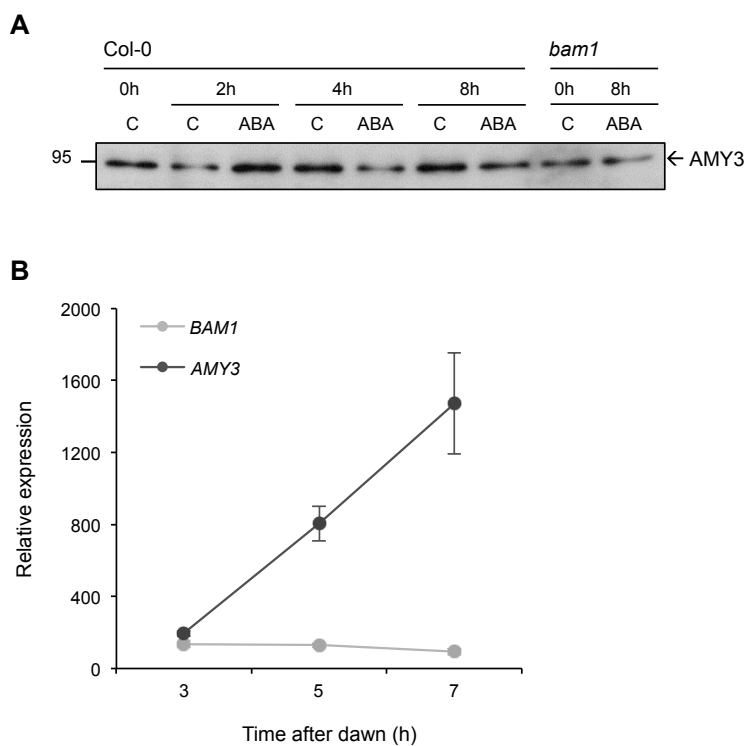 A
Col-0 bam1
0h 2h 4h 8h 0h 8h
C C ABA C ABA C ABA C ABA
95 ← AMY3
B
2000
BAM1
AMY3
1600
1200
800
400
0
3 5 7
Relative expression
Time after dawn (h)